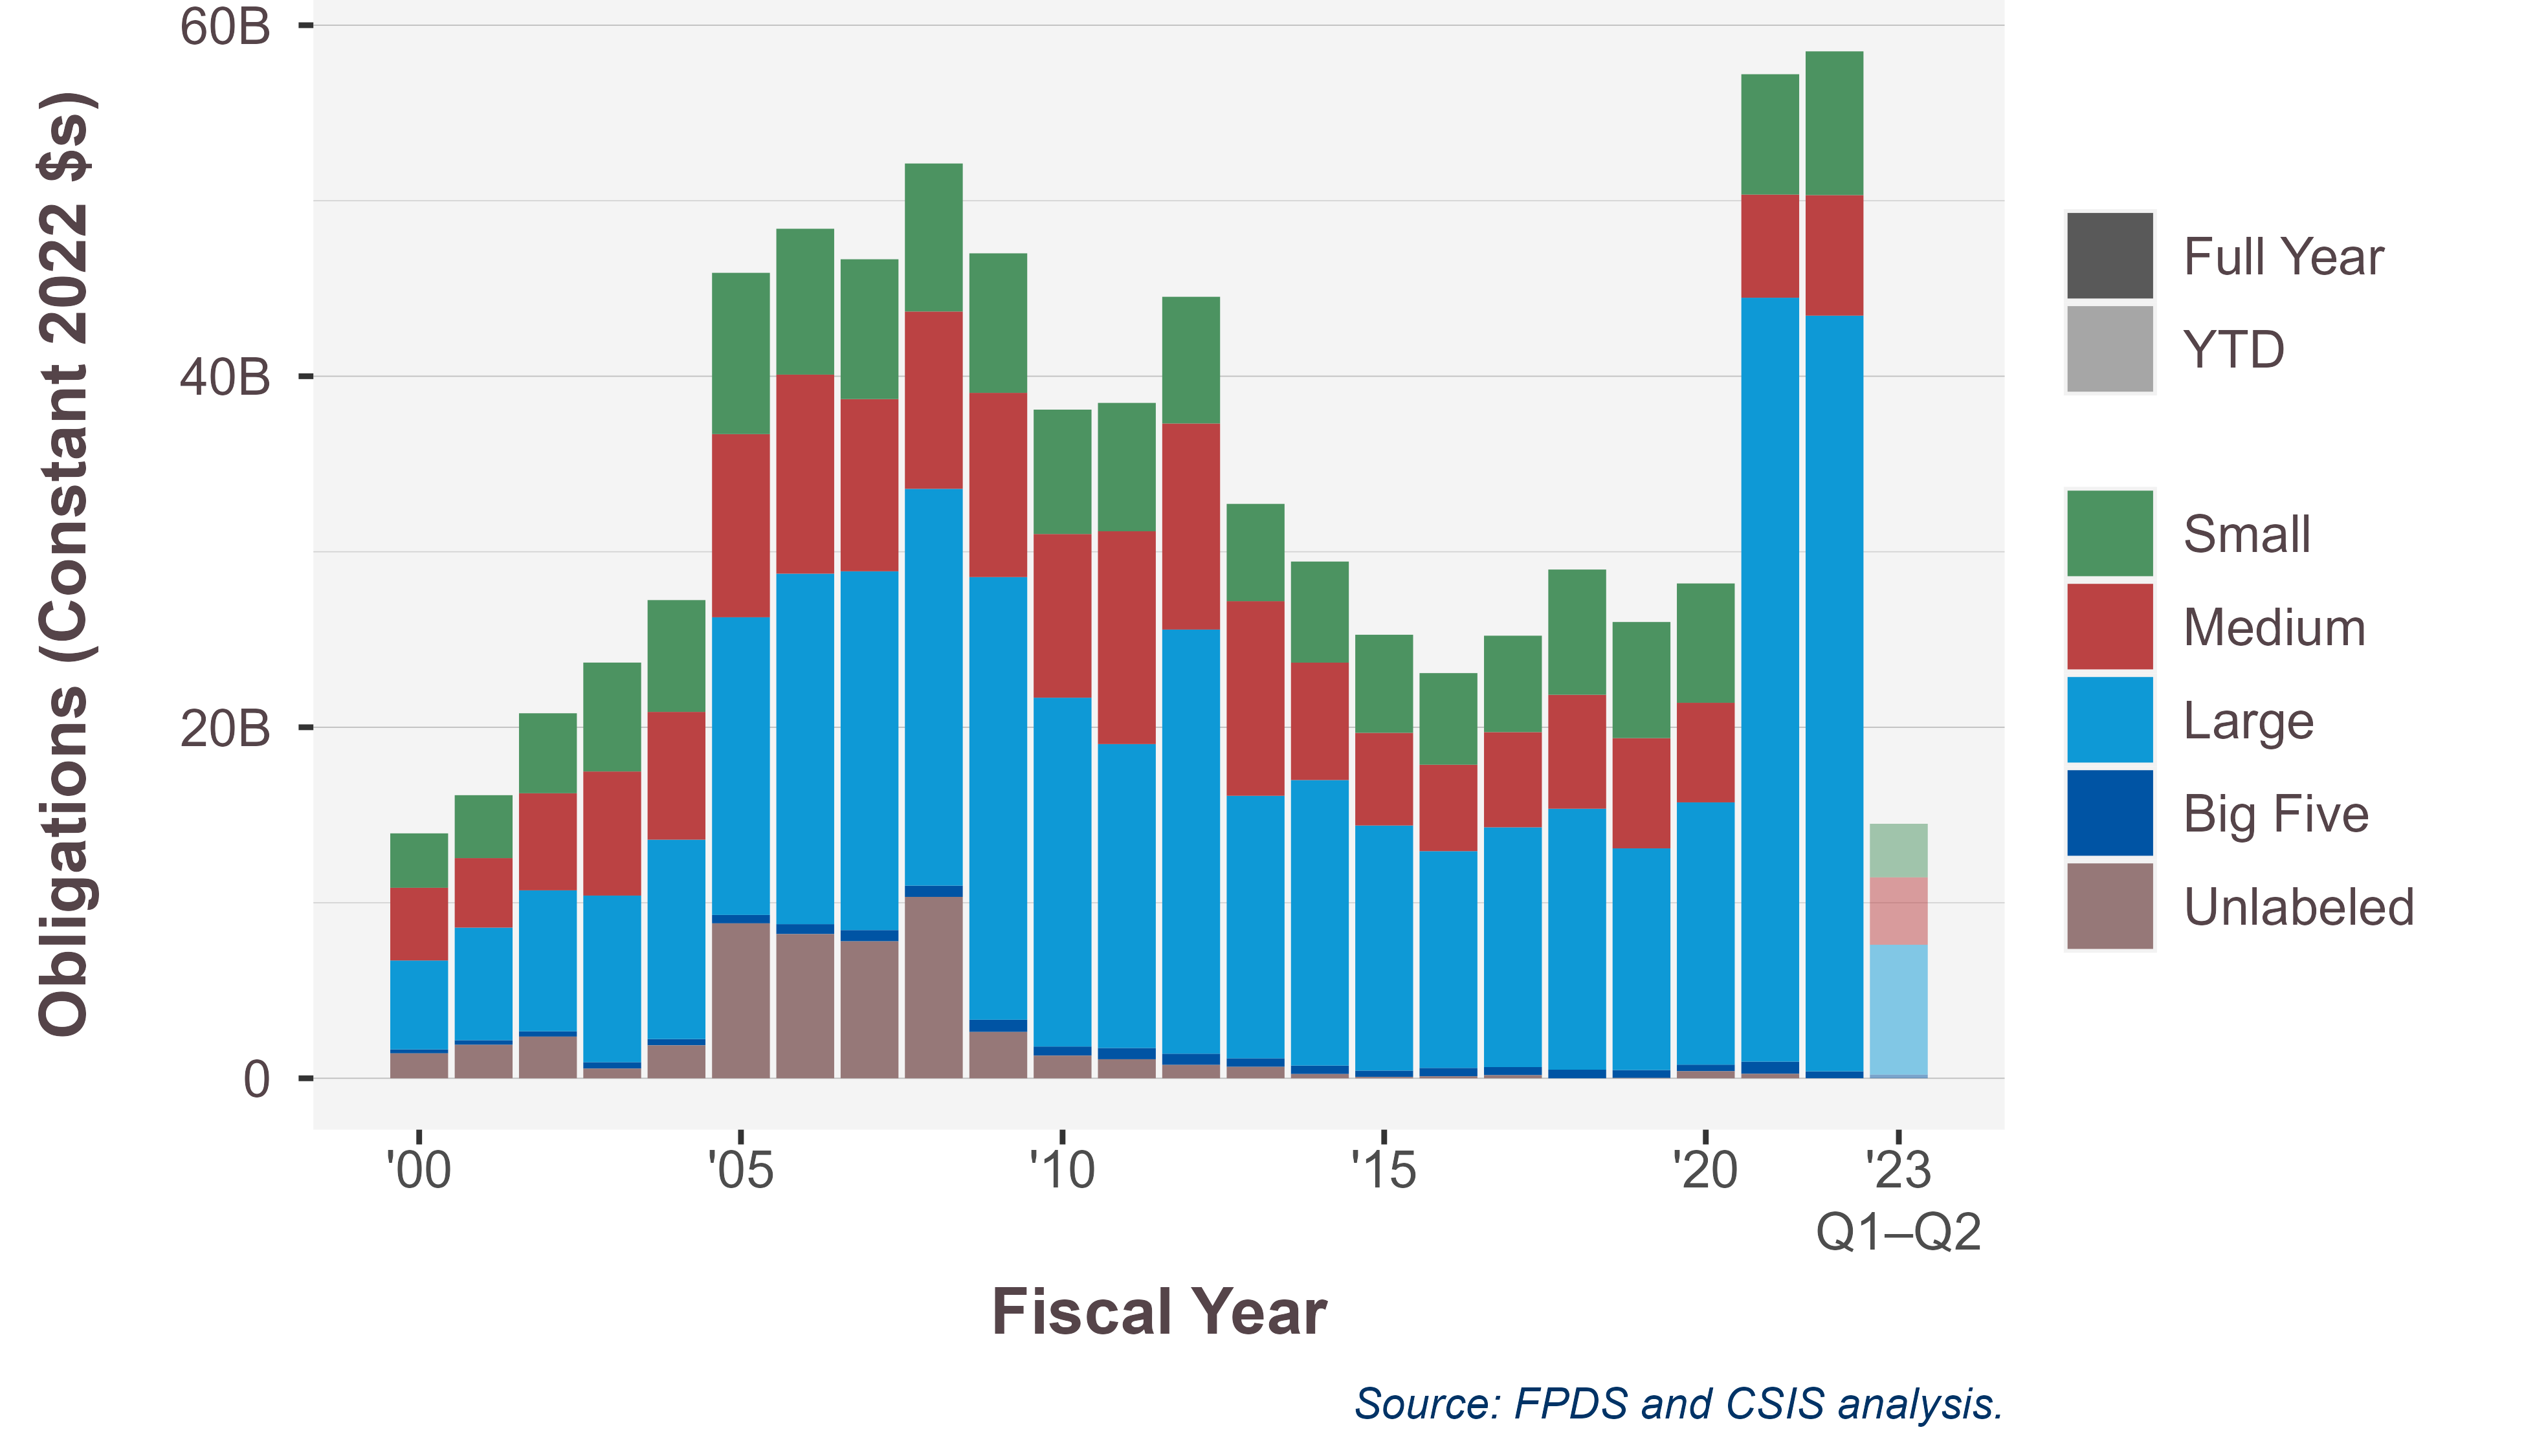 Obligations (Constant 2022 $s)
60B
40B
20B
0
'00
'05
'10
'15
'20
'23
Q1–Q2
Fiscal Year
Full Year
YTD
Small
Medium
Large
Big Five
Unlabeled
Source: FPDS and CSIS analysis.